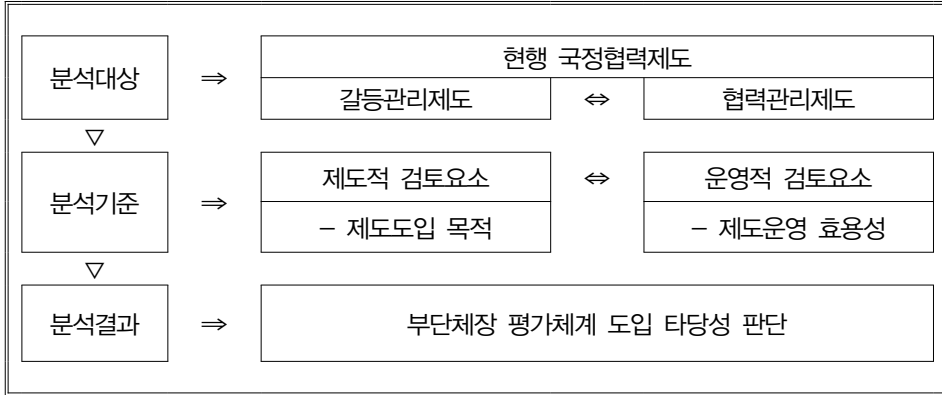 현행 국정협력제도
분석대상 ⇒ 갈등관리제도 ⇔ 협력관리제도
▽
분석기준 ⇒ 제도적 검토요소 ⇔ 운영적 검토요소
- 제도도입 목적 - 제도운영 효용성
▽
분석결과 ⇒ 부단체장 평가체계 도입 타당성 판단